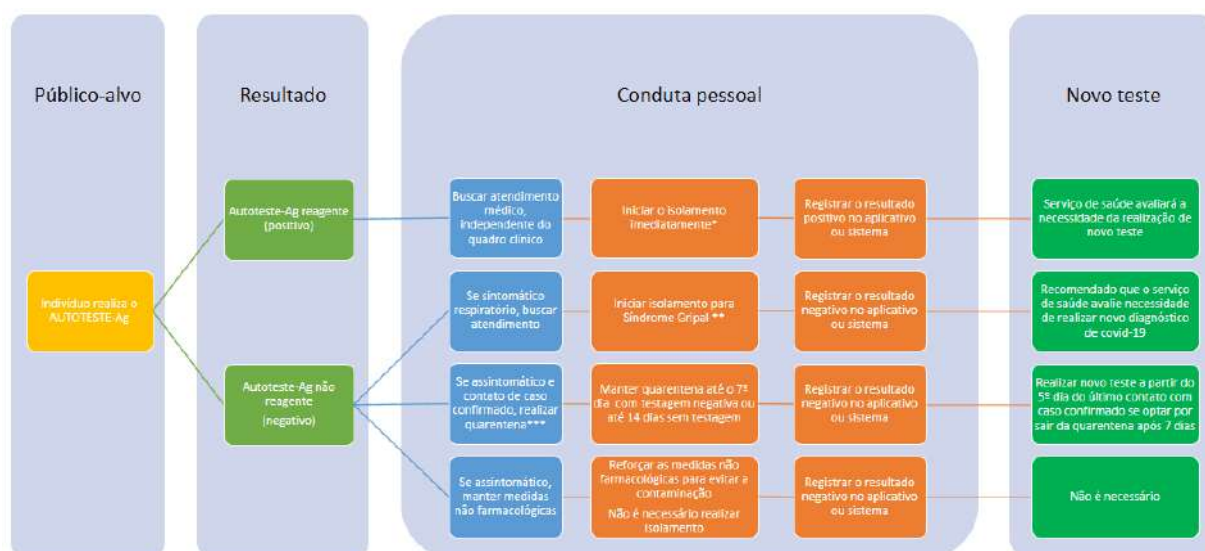 Público-alvo
Resultado
Conduta pessoal
Novo teste
Indivíduo realiza o
AUTOTESTE-Ag
Autoteste-Ag reagente
(positivo)
Buscar atendimento
médico,
independente do
quadro clínico
Iniciar o isolamento
imediatamente*
Registrar o resultado
positivo no aplicativo
ou sistema
Serviço de saúde avaliará a
necessidade da realização de
novo teste
Autoteste-Ag não
reagente
(negativo)
Se sintomático
respiratório, buscar
atendimento
Iniciar isolamento para
Síndrome Gripal **
Registrar o resultado
negativo no aplicativo
ou sistema
Recomendado que o serviço
de saúde avalie necessidade
de realizar novo diagnóstico
de covid-19
Se assintomático e
contato de caso
confirmado, realizar
quarentena***
Manter quarentena até o 7º
dia com testagem negativa ou
até 14 dias sem testagem
Registrar o resultado
negativo no aplicativo
ou sistema
Realizar novo teste a partir do
5º dia do último contato com
caso confirmado se optar por
sair da quarentena após 7 dias
Se assintomático,
manter medidas
não farmacológicas
Reforçar as medidas não
farmacológicas para evitar a
contaminação
Não é necessário realizar
isolamento
Registrar o resultado
negativo no aplicativo
ou sistema
Não é necessário